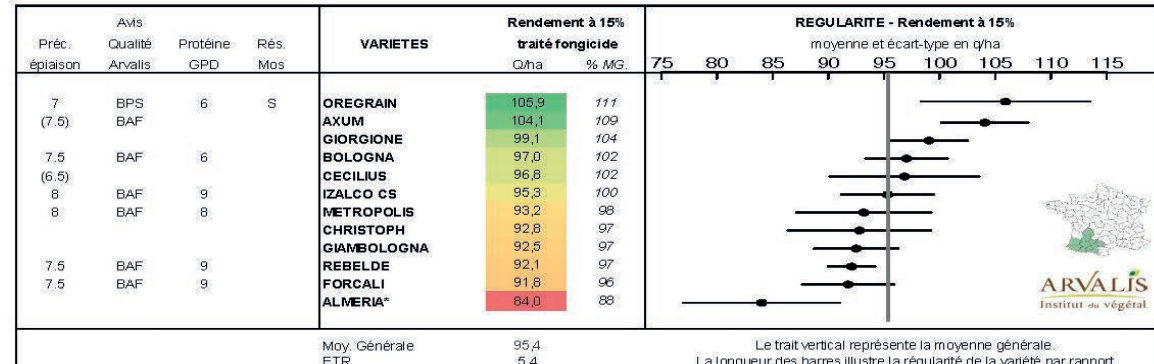 Avis Rendement à 15% REGULARITE - Rendement à 15%
Préc. Qualité Protéine Rés. VARIETES traité fongicide moyenne et écart-type en q/ha
épiaison Arvalis GPD Mos Q/ha % MG. 75 80 85 90 95 100 105 110 115
7 BPS 6 S OREGRAIN 105,9 111
(7.5) BAF AXUM 104,1 109
GIORGIONE 99,1 104
7.5 BAF 6 BOLOGNA 97,0 102
(6.5) CECILIUS 96,8 102
8 BAF 9 IZALCO CS 95,3 100
8 BAF 8 METROPOLIS 93,2 98
CHRISTOPH 92,8 97
GIAMBOLOGNA 92,5 97
7.5 BAF 9 REBELDE 92,1 97
7.5 BAF 9 FORCALI 91,8 96
ALMERIA* 84,0 88
ARVALIS
Institut du végétal
Moy. Générale 95,4 Le trait vertical représente la moyenne générale.
ETR 5,4 La longueur des barres illustre la régularité de la variété par rapport